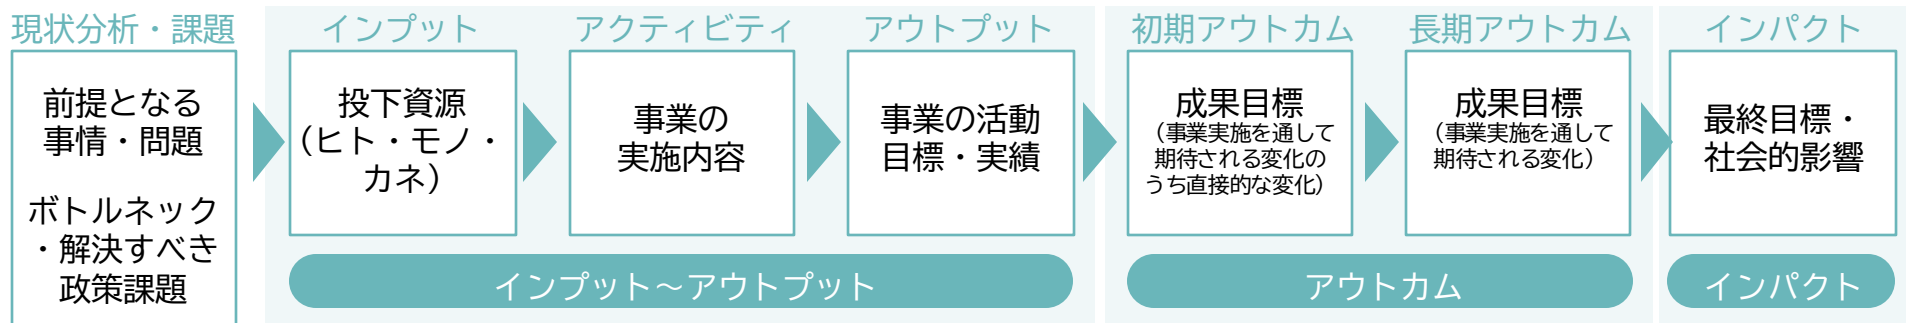 現状分析・課題
前提となる
事情・問題
ボトルネック
・解決すべき
政策課題
インプット
投下資源
(ヒト・モノ・
カネ)
アクティビティ
事業の
実施内容
アウトプット
事業の活動
目標・実績
インプット～アウトプット
初期アウトカム
成果目標
(事業実施を通して
期待される変化の
うち直接的な変化)
長期アウトカム
成果目標
(事業実施を通して
期待される変化)
アウトカム
インパクト
最終目標・
社会的影響
インパクト